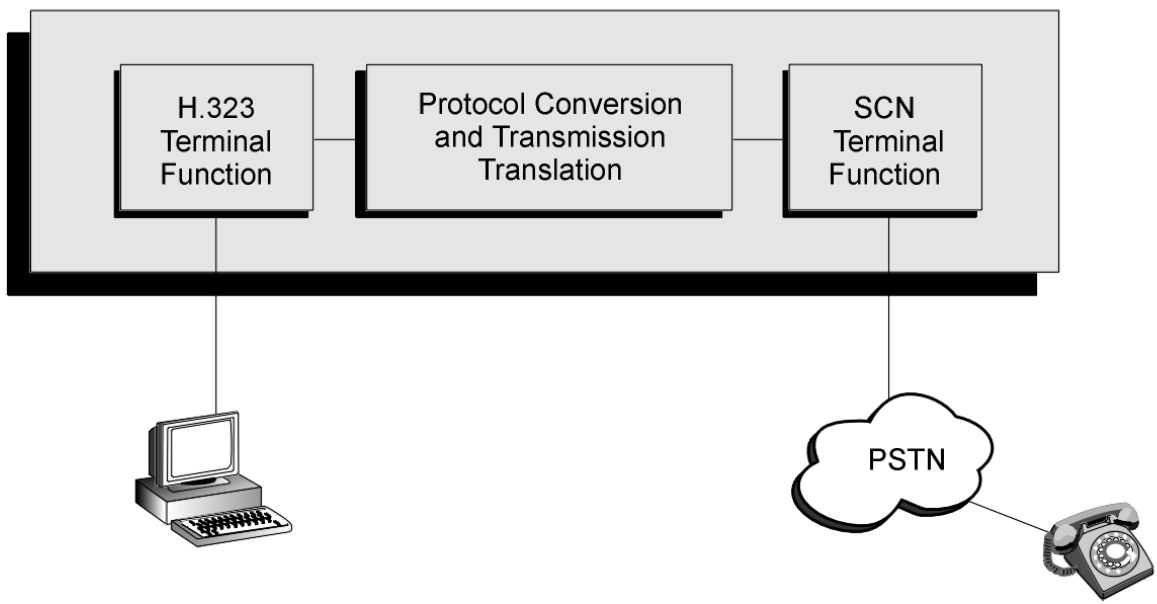 H.323
Terminal
Function
Protocol Conversion
and Transmission
Translation
SCN
Terminal
Function
PSTN